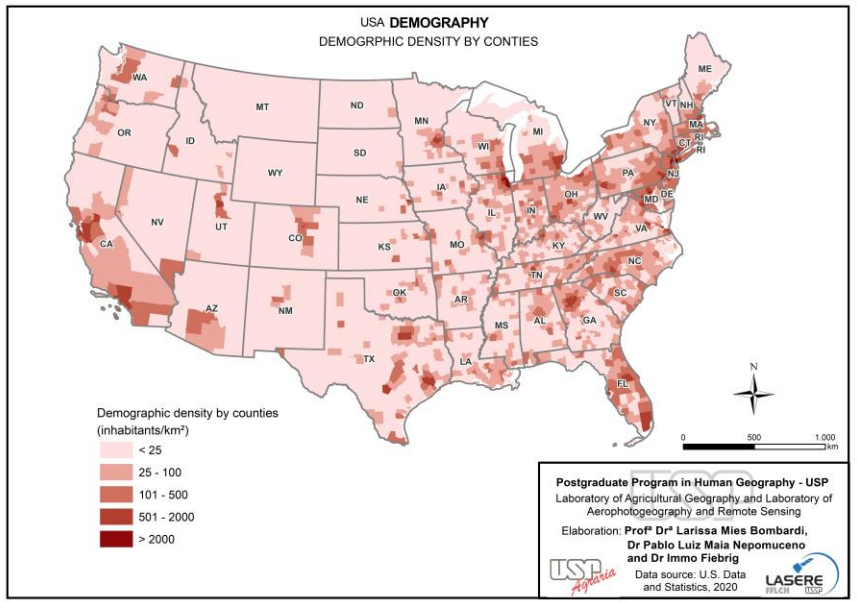 USA DEMOGRAPHY
DEMOGRPHIC DENSITY BY CONTIES
WA
MT
ND
MN
ME
OR
ID
SD
WI
MI
VT NH
NY
MA
RI
CT
RI
WY
IA
PA
NJ
NE
NV
UT
CO
IL
IN
OH
MD
DE
WV
VA
CA
KS
MO
KY
AZ
NM
OK
AR
TN
NC
SC
TX
LA
MS
AL
GA
FL
N
Demographic density by counties
(inhabitants/km²)
< 25
25 - 100
101 - 500
501 - 2000
> 2000
0 500 1.000
km
USP
Postgraduate Program in Human Geography - USP
Laboratory of Agricultural Geography and Laboratory of
Aerophotogeography and Remote Sensing
Elaboration: Profª Drª Larissa Mies Bombardi,
Dr Pablo Luiz Maia Nepomuceno
and Dr Immo Fiebrig
Data source: U.S. Data
and Statistics, 2020
USP
Agraria
LASERE
FFLCH USP